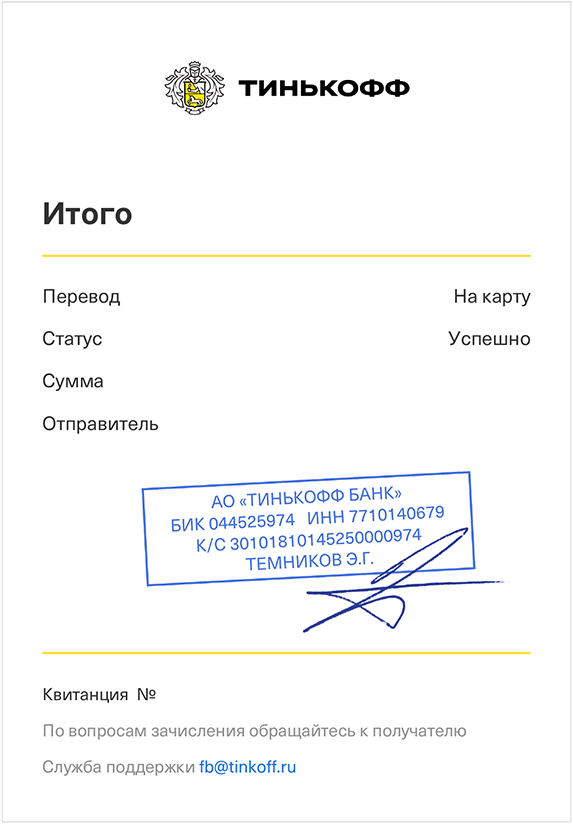 ТИНЬКОФФ
Итого
Перевод На карту
Статус Успешно
Сумма
Отправитель
АО «ТИНЬКОФФ БАНК»
БИК 044525974 ИНН 7710140679
К/С 30101810145250000974
ТЕМНИКОВ Э.Г.
Квитанция №
По вопросам зачисления обращайтесь к получателю
Служба поддержки fb@tinkoff.ru